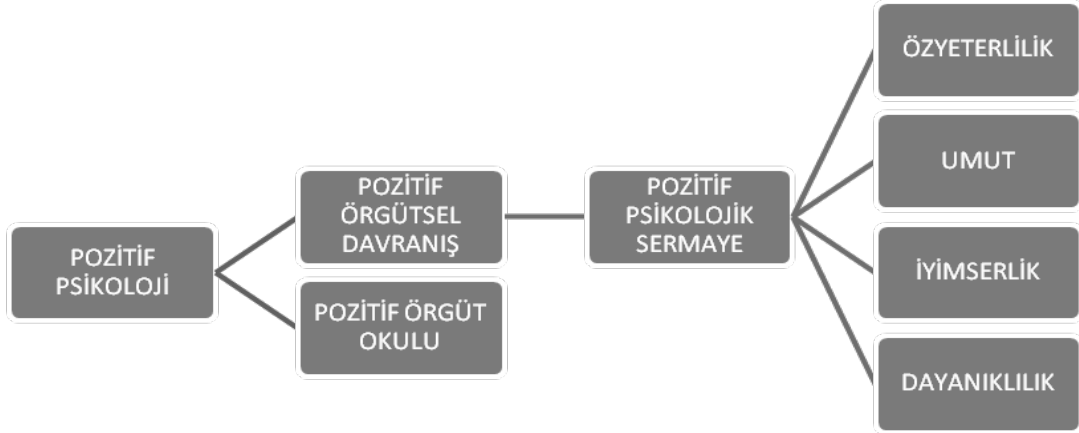 POZİTİF
PSİKOLOJİ
POZİTİF
ÖRGÜTSEL
DAVRANIŞ
POZİTİF ÖRGÜT
OKULU
POZİTİF
PSİKOLOJİK
SERMAYE
ÖZYETERLİLİK
UMUT
İYİMSERLİK
DAYANIKLILIK